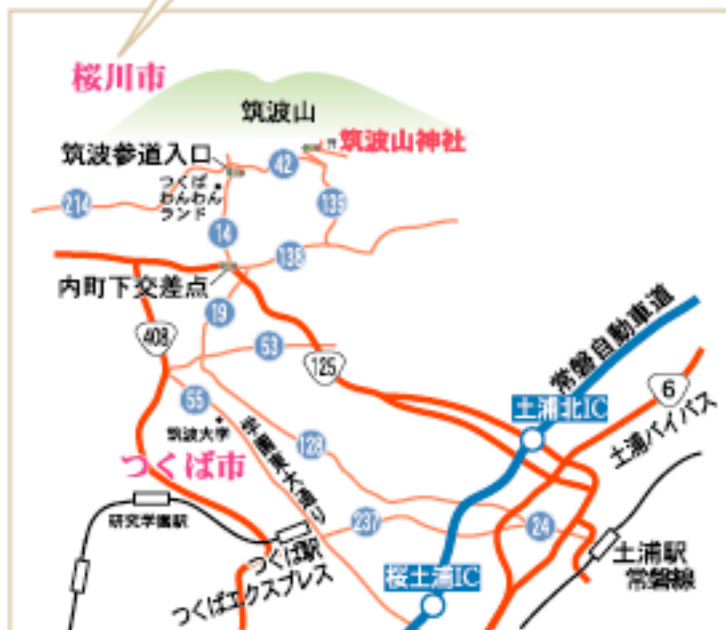 桜川市
筑波山
筑波山神社
筑波参道入口
42
つくば
わんわん
ランド
214
139
14
138
内町下交差点
19
常磐自動車道
408
53
125
6
55
土浦北IC
土浦バイパス
筑波大学
学園東大通り
128
つくば市
研究学園駅
237
24
つくば駅
つくばエクスプレス
土浦駅
常磐線
桜土浦IC